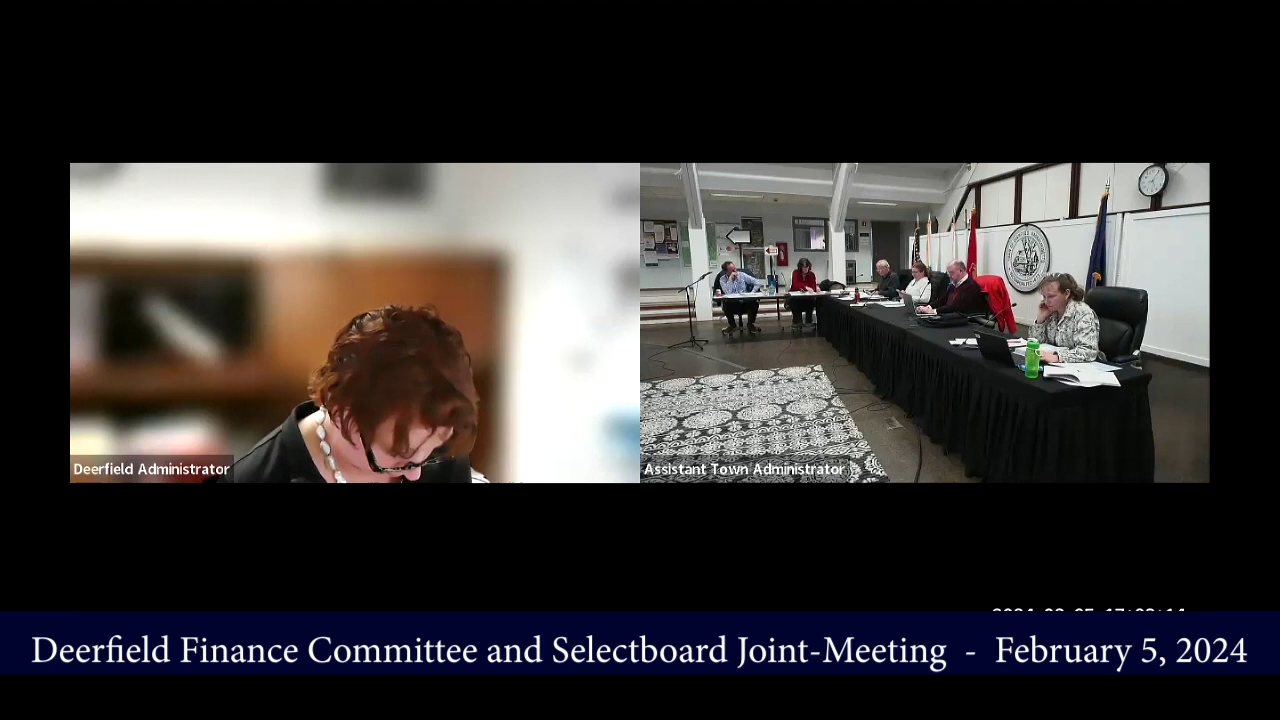 Deerfield Administrator
Assistant Town Administrator
Deerfield Finance Committee and Selectboard Joint-Meeting - February 5, 2024